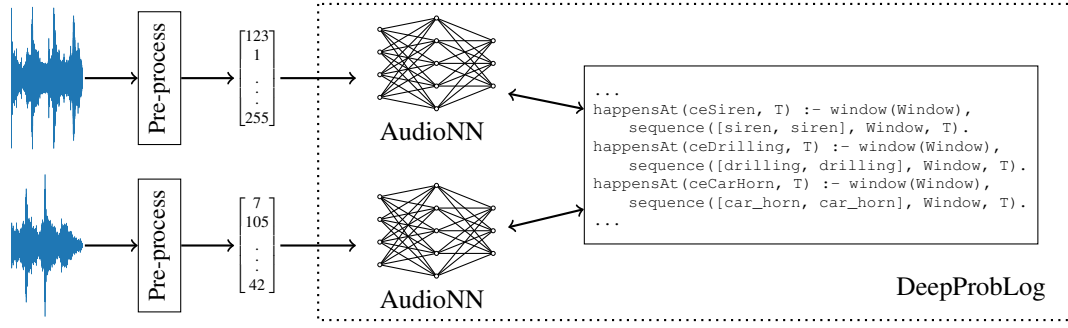 Pre-process
123
1
.
.
.
255
AudioNN
...
happensAt(ceSiren, T) :- window(Window),
sequence([siren, siren], Window, T).
happensAt(ceDrilling, T) :- window(Window),
sequence([drilling, drilling], Window, T).
happensAt(ceCarHorn, T) :- window(Window),
sequence([car_horn, car_horn], Window, T).
...
Pre-process
7
105
.
.
.
42
AudioNN
DeepProbLog